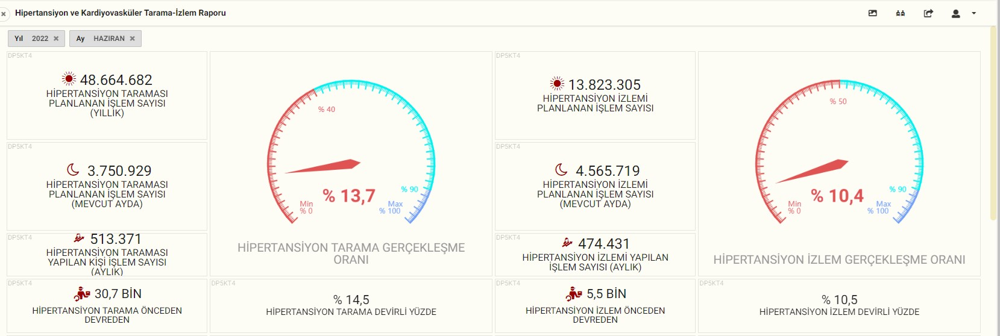 Hipertansiyon ve Kardiyovasküler Tarama-İzlem Raporu
Yıl 2022
Ay HAZIRAN
DP5KT4
48.664.682
HİPERTANSİYON TARAMASI
PLANLANAN İŞLEM SAYISI
(YILLIK)
DP5KT4
3.750.929
HİPERTANSİYON TARAMASI
PLANLANAN İŞLEM SAYISI
(MEVCUT AYDA)
DP5KT4
513.371
HİPERTANSİYON TARAMASI
YAPILAN KİŞİ İŞLEM SAYISI
(AYLIK)
% 40
% 90
% 13,7
Min
% 0
Max
% 100
HİPERTANSİYON TARAMA GERÇEKLEŞME
ORANI
DP5KT4
13.823.305
HİPERTANSİYON İZLEMİ
PLANLANAN İŞLEM SAYISI
DP5KT4
4.565.719
HİPERTANSİYON İZLEMİ
PLANLANAN İŞLEM SAYISI
(MEVCUT AYDA)
DP5KT4
474.431
HİPERTANSİYON İZLEMİ YAPILAN
İŞLEM SAYISI (AYLIK)
% 50
% 90
% 10,4
Min
% 0
Max
% 100
HİPERTANSİYON İZLEM GERÇEKLEŞME ORANI
DP5KT4
30,7 BİN
HİPERTANSİYON TARAMA ÖNCEDEN
DEVREDEN
DP5KT4
% 14,5
HİPERTANSİYON TARAMA DEVİRLİ YÜZDE
DP5KT4
5,5 BİN
HİPERTANSİYON İZLEM ÖNCEDEN
DEVREDEN
DP5KT4
% 10,5
HİPERTANSİYON İZLEM DEVİRLİ YÜZDE